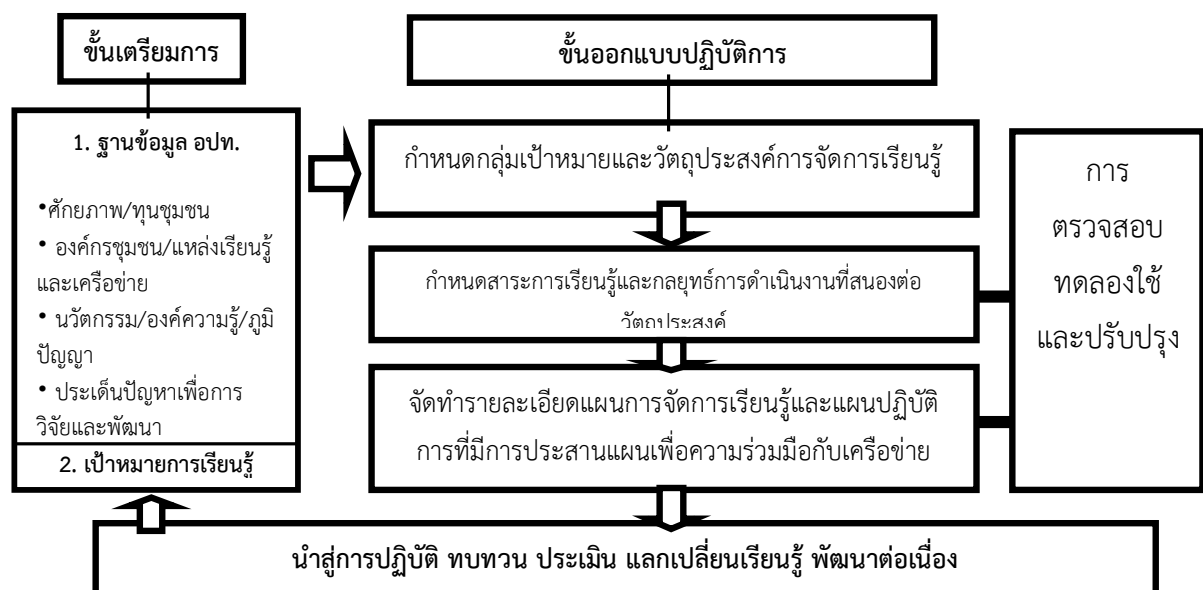 ขั้นเตรียมการ
ขั้นออกแบบปฏิบัติการ
1. ฐานข้อมูล อปท.
•ศักยภาพ/ทุนชุมชน
• องค์กรชุมชน/แหล่งเรียนรู้
และเครือข่าย
• นวัตกรรม/องค์ความรู้/ภูมิ
ปัญญา
• ประเด็นปัญหาเพื่อการ
วิจัยและพัฒนา
2. เป้าหมายการเรียนรู้
กำหนดกลุ่มเป้าหมายและวัตถุประสงค์การจัดการเรียนรู้
กำหนดสาระการเรียนรู้และกลยุทธ์การดำเนินงานที่สนองต่อ
วัตถุประสงค์
จัดทำรายละเอียดแผนการจัดการเรียนรู้และแผนปฏิบัติ
การที่มีการประสานแผนเพื่อความร่วมมือกับเครือข่าย
การ
ตรวจสอบ
ทดลองใช้
และปรับปรุง
นำสู่การปฏิบัติ ทบทวน ประเมิน แลกเปลี่ยนเรียนรู้ พัฒนาต่อเนื่อง